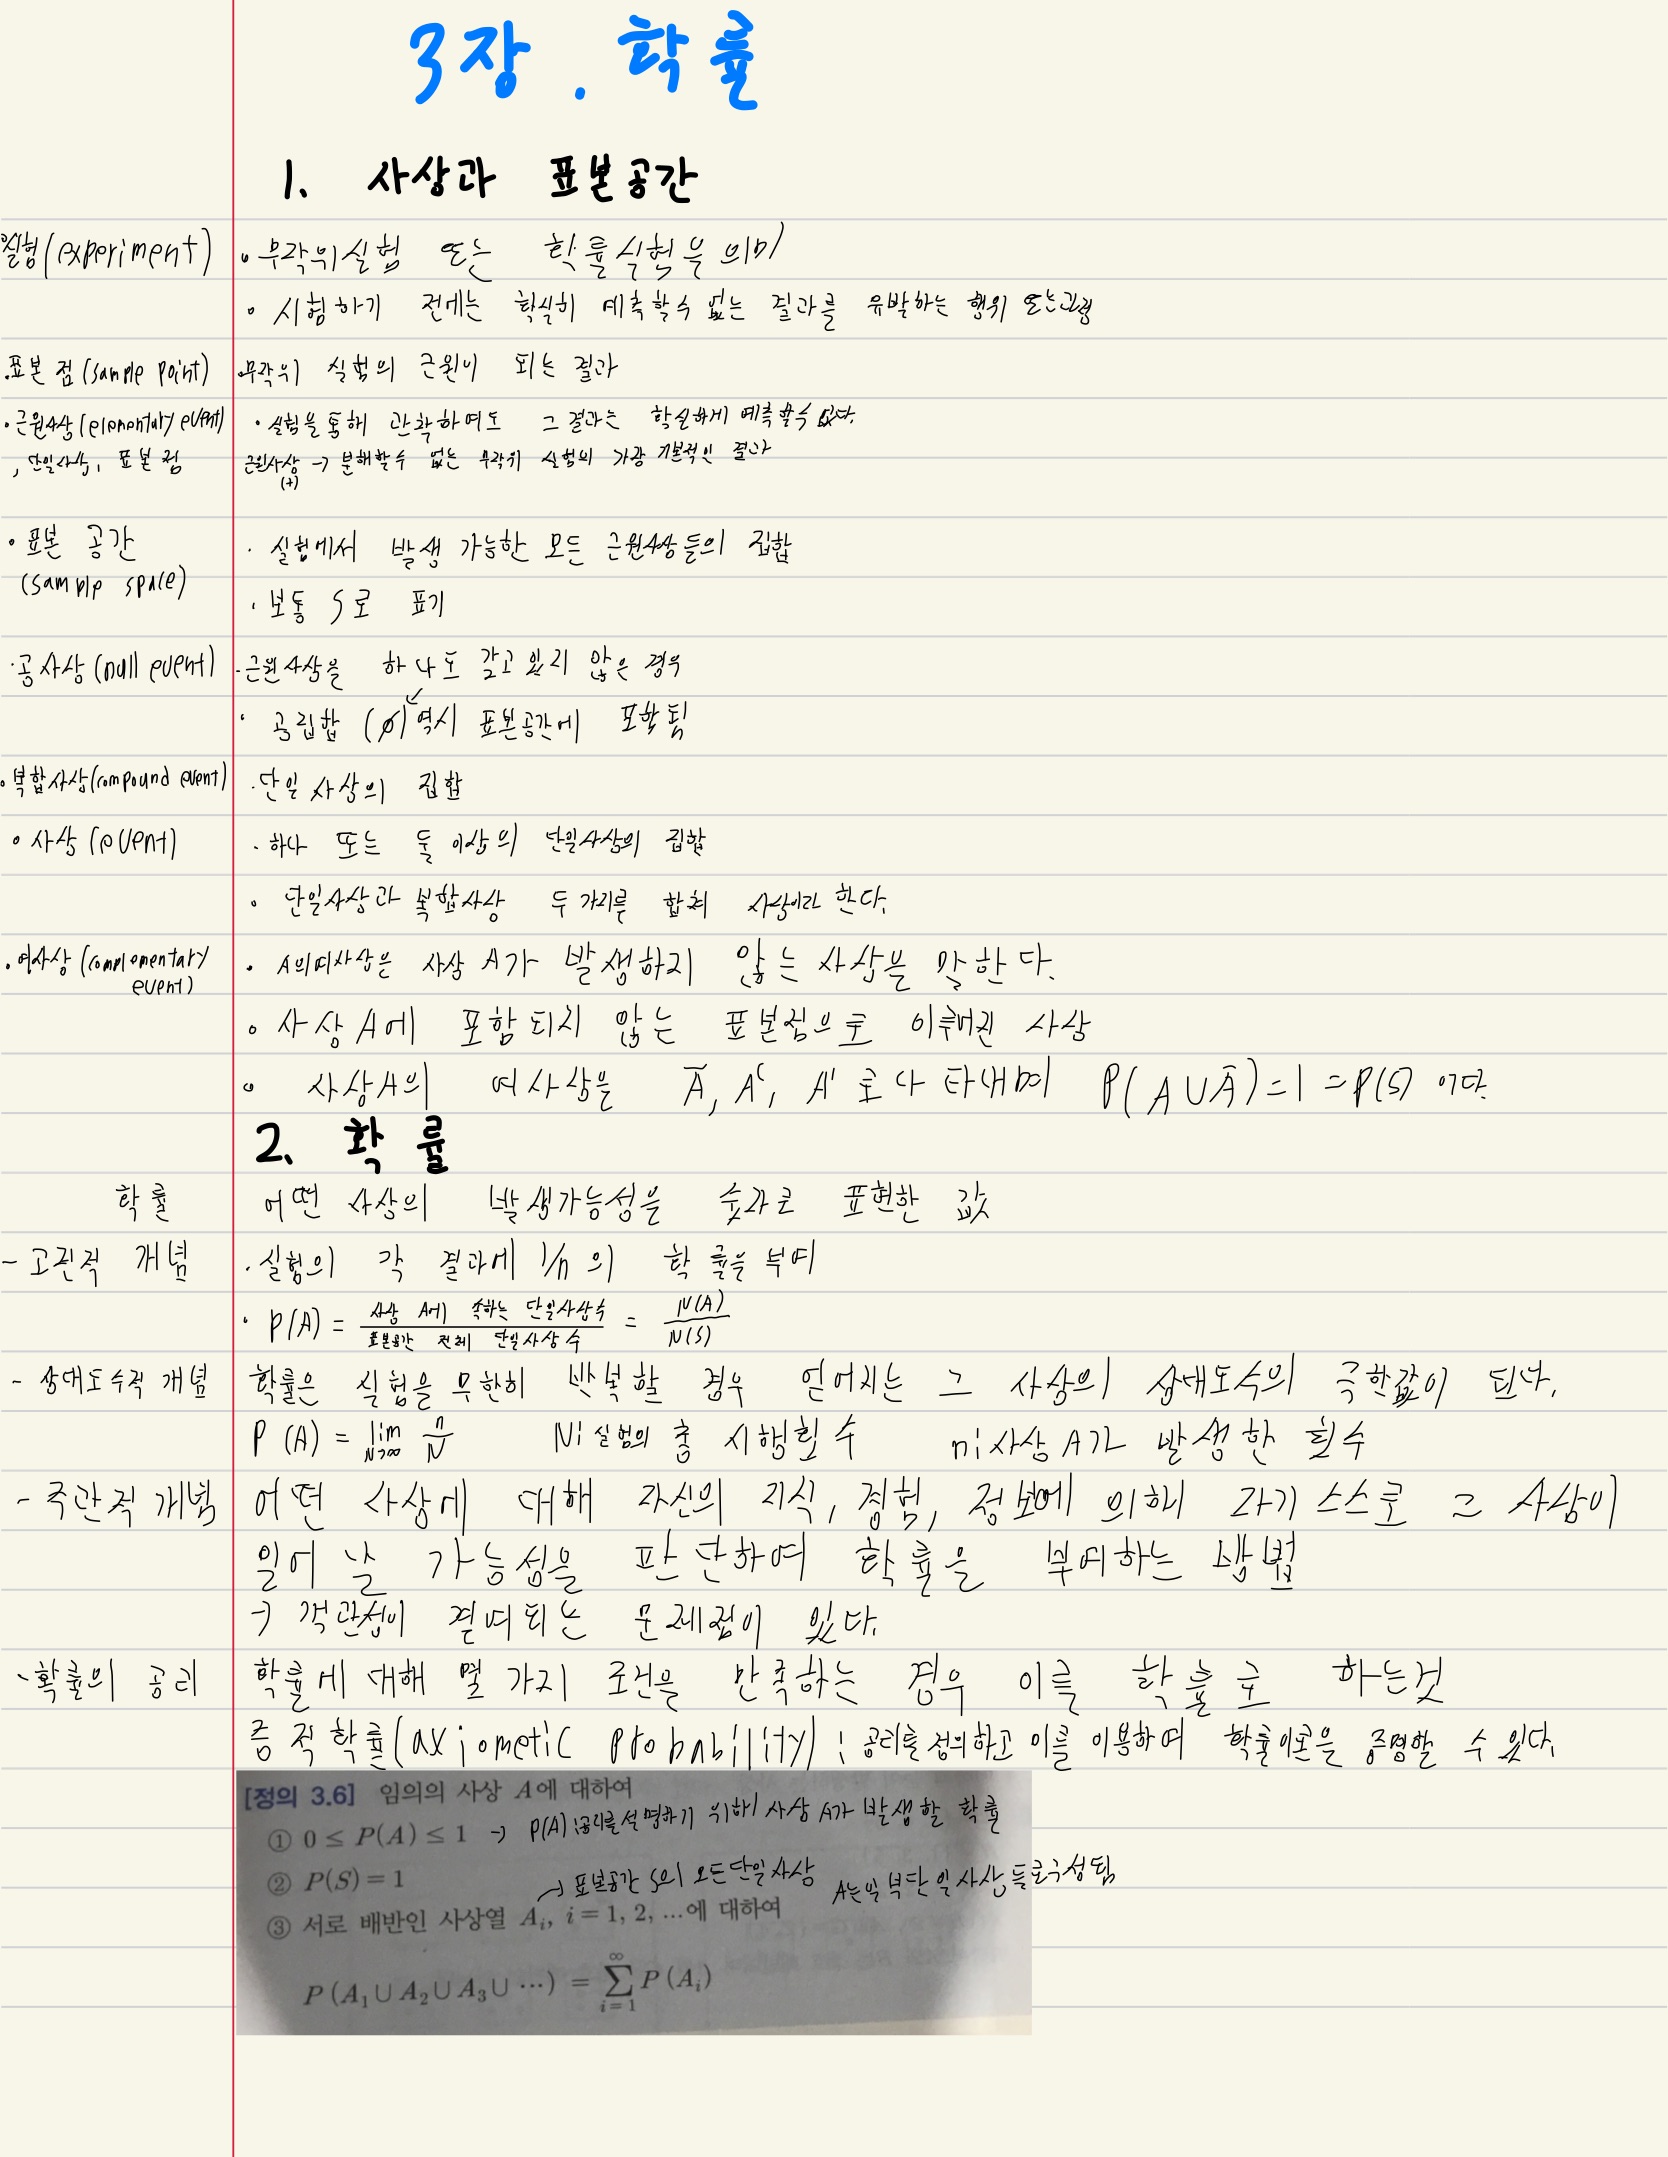 3장. 확률
1. 사상과 표본공간
실험(experiment) • 무작위실험 또는 확률실험을 의미
• 시험하기 전에는 확실히 예측할수 없는 결과를 유발하는 행위 또는과정
•표본 점(sample point) •무작위 실험의 근원이 되는 결과
•근원사상(elementary event) •실험을 통해 관찰하여도 그 결과는 확실하게 예측할수 없다.
, 단일사상, 표본점 근원사상 → 분해할수 없는 무작위 실험의 가장 기본적인 결과
(+)
• 표본 공간 • 실험에서 발생 가능한 모든 근원사상들의 집합
(sample space)
• 보통 S로 표기
•공사상(null event) •근원사상을 하나도 갖고 있지 않은 경우
• 공집합 (∅) 역시 표본공간에 포함됨
•복합사상(compound event) •단일 사상의 집합
• 사상(event) • 하나 또는 둘 이상의 단일사상의 집합
• 단일사상과 복합사상 두가지를 합쳐 사상이라 한다.
•여사상(complementary • A의여사상은 사상 A가 발생하지 않는 사상을 말한다.
event)
• 사상 A에 포함되지 않는 표본점으로 이루어진 사상
• 사상A의 여사상은 Ā, Aᶜ, A' 로 나타내며 P(A∪Ā)=1=P(S) 이다.
2. 확률
확률 어떤 사상의 발생가능성을 숫자로 표현한 값
- 고전적 개념 • 실험의 각 결과에 1/n 의 확률을 부여
• P(A) = 사상 A에 속하는 단일사상수 / 표본공간 전체 단일사상수 = N(A) / N(S)
- 상대도수적 개념 확률은 실험을 무한히 반복할 경우 얻어지는 그 사상의 상대도수의 극한값이 된다.
P(A) = lim N→∞ n/N N: 실험의 총 시행횟수 n: 사상 A가 발생한 회수
- 주관적 개념 어떤 사상에 대해 자신의 지식, 경험, 정보에 의해 자기 스스로 그 사상이
일어 날 가능성을 판단하여 확률을 부여하는 방법
→ 객관성이 결여되는 문제점이 있다.
- 확률의 공리 확률에 대해 몇 가지 조건을 만족하는 경우 이를 확률로 하는것
공적확률(axiometic probability) : 공리를 정의하고 이를 이용하여 확률이론을 증명할 수 있다.
[정의 3.6] 임의의 사상 A에 대하여
① 0 ≤ P(A) ≤ 1 → P(A) : 공리를 설명하기 위해 사상 A가 발생할 확률
② P(S) = 1 → 표본공간 S의 모든단일사상 A는일부단일사상들로구성됨
③ 서로 배반인 사상열 Aᵢ, i = 1, 2, …에 대하여
P(A₁∪A₂∪A₃∪ ⋯) = ∑ᵢ₌₁^∞ P(Aᵢ)